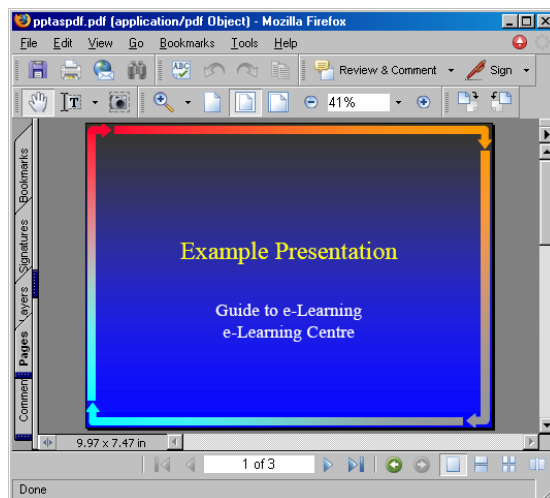 pptaspdf.pdf (application/pdf Object) - Mozilla Firefox
File Edit View Go Bookmarks Tools Help
Review & Comment Sign
T 41%
Bookmarks
Signatures
Layers
Pages
Commen
Example Presentation
Guide to e-Learning
e-Learning Centre
9.97 x 7.47 in
1 of 3
Done